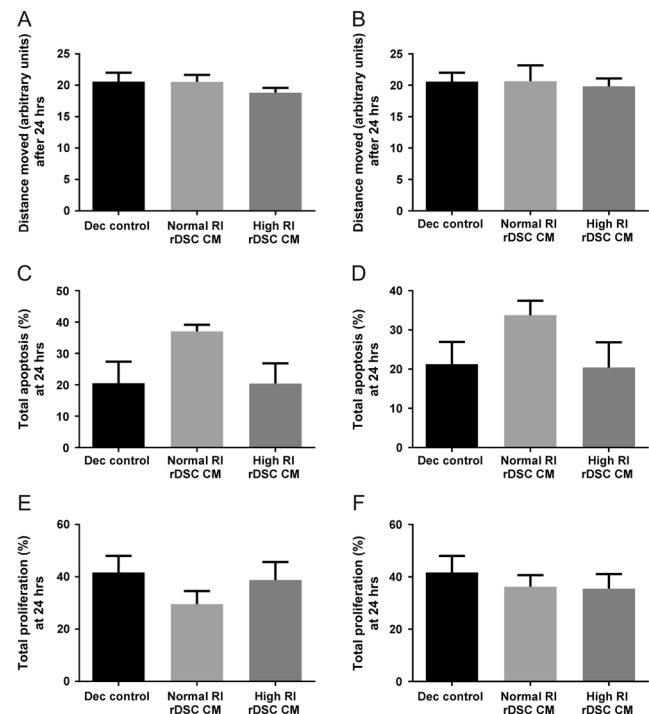 A
Distance moved (arbitrary units)
after 24 hrs
25
20
15
10
5
0
Dec control
Normal RI
rDSC CM
High RI
rDSC CM
B
Distance moved (arbitrary units)
after 24 hrs
25
20
15
10
5
0
Dec control
Normal RI
rDSC CM
High RI
rDSC CM
C
Total apoptosis (%)
at 24 hrs
50
40
30
20
10
0
Dec control
Normal RI
rDSC CM
High RI
rDSC CM
D
Total apoptosis (%)
at 24 hrs
40
30
20
10
0
Dec control
Normal RI
rDSC CM
High RI
rDSC CM
E
Total proliferation (%)
at 24 hrs
60
40
20
0
Dec control
Normal RI
rDSC CM
High RI
rDSC CM
F
Total proliferation (%)
at 24 hrs
60
40
20
0
Dec control
Normal RI
rDSC CM
High RI
rDSC CM